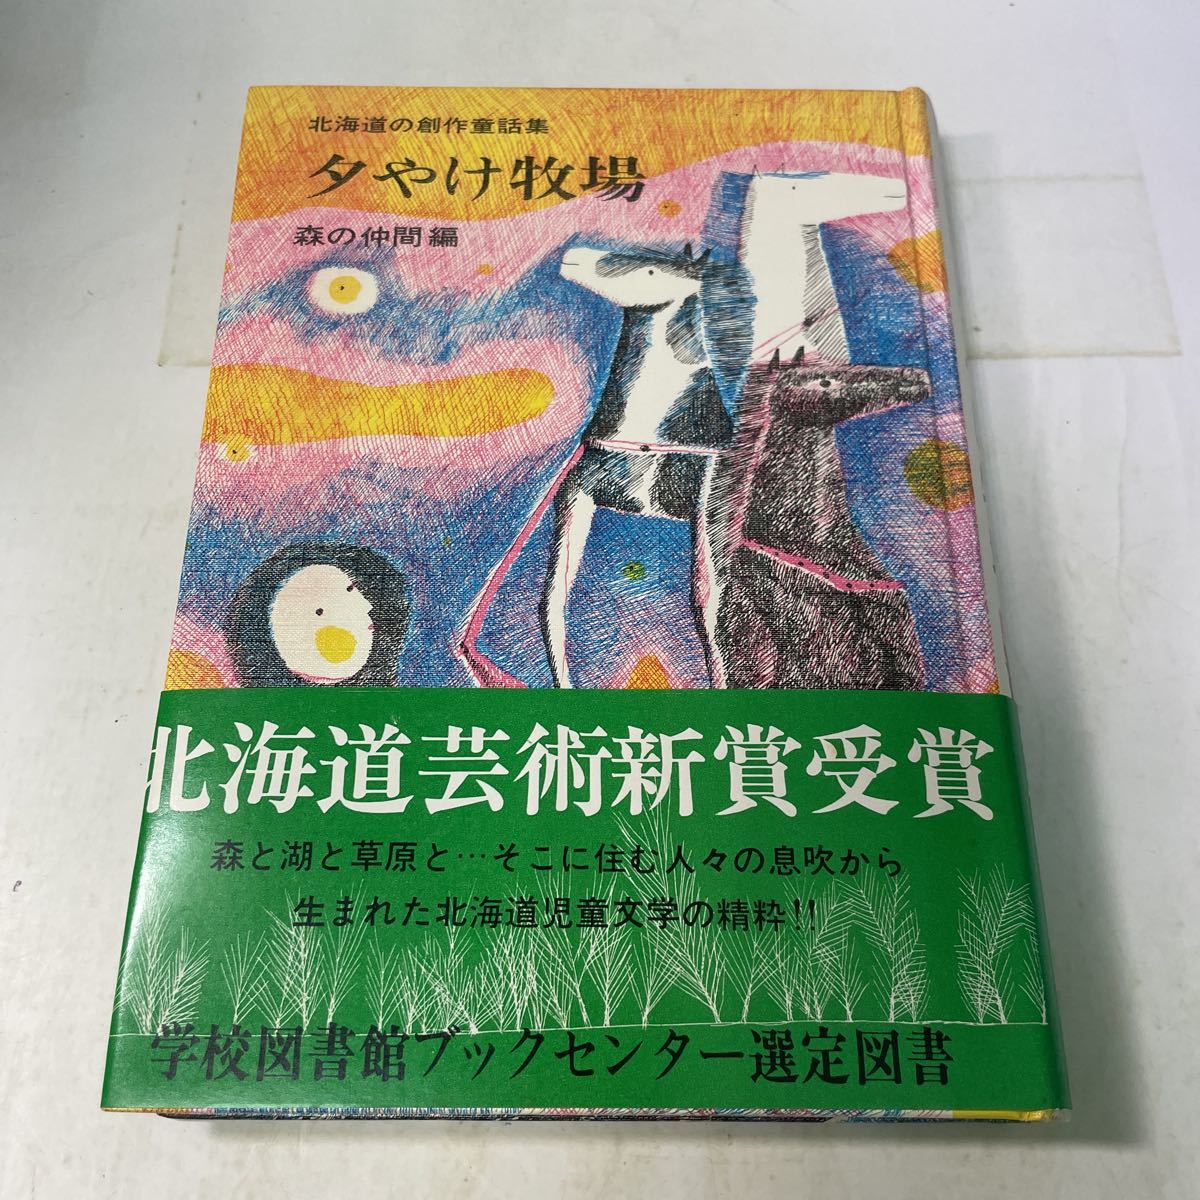 北海道の創作童話集
夕やけ牧場
森の仲間編
北海道芸術新賞受賞
森と湖と草原と…そこに住む人々の息吹から
生まれた北海道児童文学の精粋!!
学校図書館ブックセンター選定図書